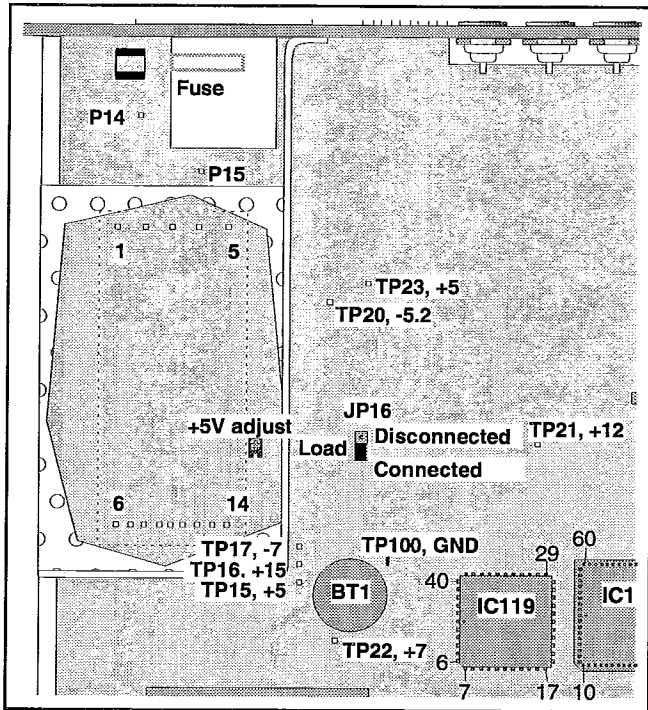 Fuse
P14
P15
1 5
TP23, +5
TP20, -5.2
JP16
+5V adjust
Load
Disconnected
Connected
TP21, +12
6 14
TP17, -7
TP16, +15
TP15, +5
TP100, GND
BT1
TP22, +7
29
60
40
IC119
IC1
6
7
17
10